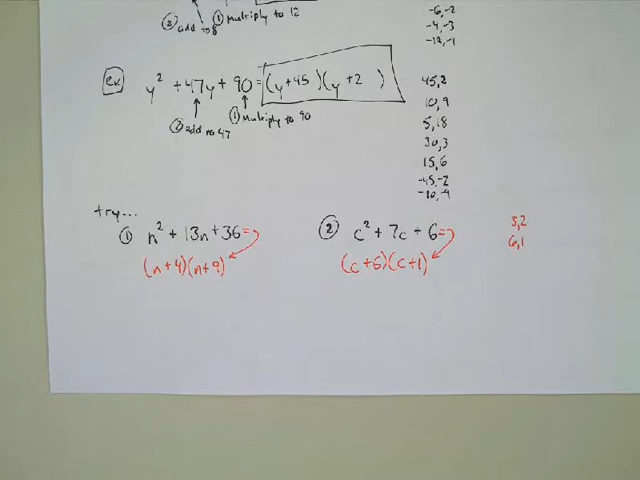 -6,-2
② add to 8 ① multiply to 12
-4,-3
-12,-1
ex y² + 47y + 90 = (y+45)(y+2 )
② add to 47 ① multiply to 90
45,2
10,9
5,18
30,3
15,6
-45,-2
-10,-9
try...
① n² + 13n + 36 =
(n+4)(n+9)
② c² + 7c + 6 =
(c+6)(c+1)
3,2
6,1